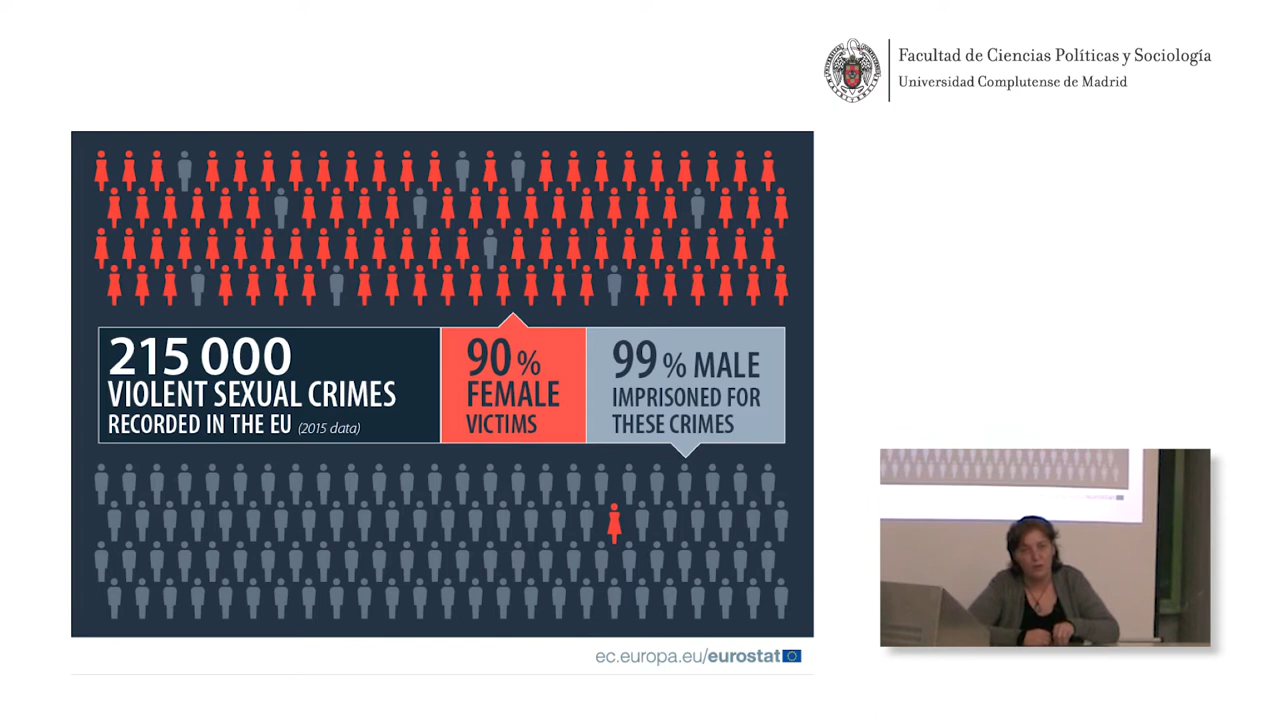 Facultad de Ciencias Políticas y Sociología
Universidad Complutense de Madrid
215 000
VIOLENT SEXUAL CRIMES
RECORDED IN THE EU (2015 data)
90 %
FEMALE
VICTIMS
99 % MALE
IMPRISONED FOR
THESE CRIMES
ec.europa.eu/eurostat